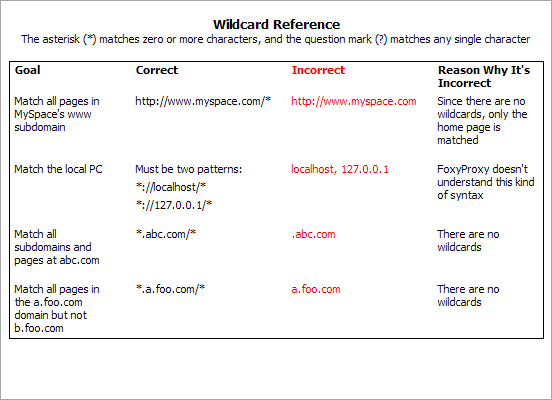 Wildcard Reference
The asterisk (*) matches zero or more characters, and the question mark (?) matches any single character
Goal
Correct
Incorrect
Reason Why It's
Incorrect
Match all pages in
MySpace's www
subdomain
http://www.myspace.com/*
http://www.myspace.com
Since there are no
wildcards, only the
home page is
matched
Match the local PC
Must be two patterns:
*://localhost/*
*://127.0.0.1/*
localhost, 127.0.0.1
FoxyProxy doesn't
understand this kind
of syntax
Match all
subdomains and
pages at abc.com
*.abc.com/*
.abc.com
There are no
wildcards
Match all pages in
the a.foo.com
domain but not
b.foo.com
*.a.foo.com/*
a.foo.com
There are no
wildcards